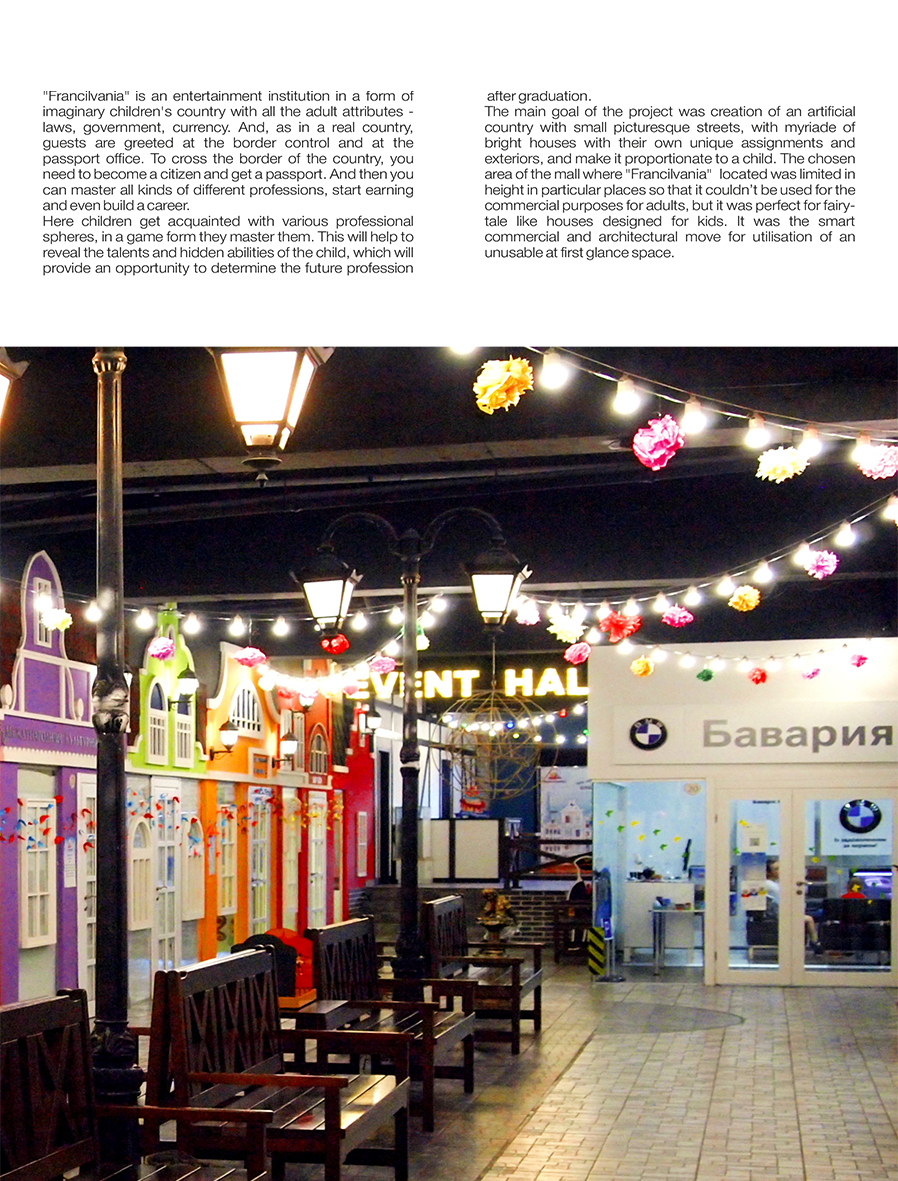 "Francilvania" is an entertainment institution in a form of
imaginary children's country with all the adult attributes -
laws, government, currency. And, as in a real country,
guests are greeted at the border control and at the
passport office. To cross the border of the country, you
need to become a citizen and get a passport. And then you
can master all kinds of different professions, start earning
and even build a career.
Here children get acquainted with various professional
spheres, in a game form they master them. This will help to
reveal the talents and hidden abilities of the child, which will
provide an opportunity to determine the future profession
after graduation.
The main goal of the project was creation of an artificial
country with small picturesque streets, with myriade of
bright houses with their own unique assignments and
exteriors, and make it proportionate to a child. The chosen
area of the mall where "Francilvania" located was limited in
height in particular places so that it couldn't be used for the
commercial purposes for adults, but it was perfect for fairy-
tale like houses designed for kids. It was the smart
commercial and architectural move for utilisation of an
unusable at first glance space.
EVENT HAL
BMW
Бавария
20